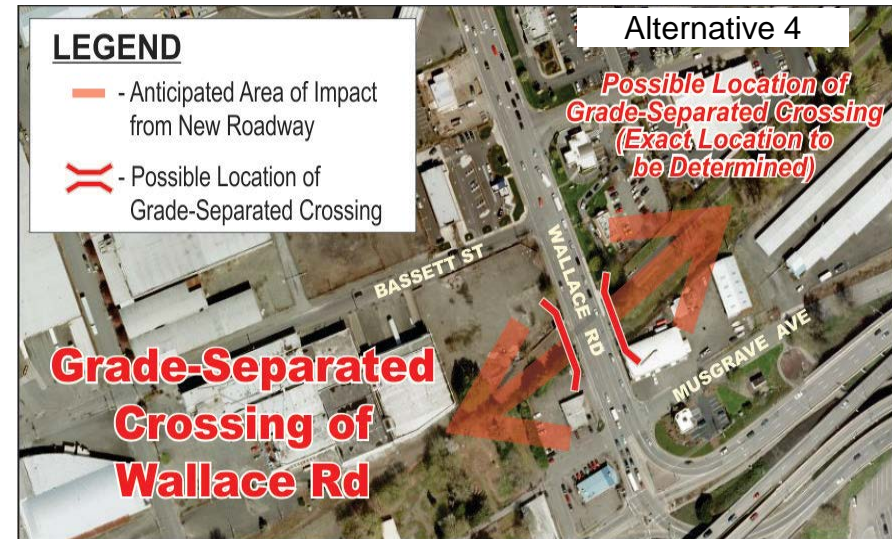 Alternative 4
LEGEND
- Anticipated Area of Impact
from New Roadway
- Possible Location of
Grade-Separated Crossing
Possible Location of
Grade-Separated Crossing
(Exact Location to
be Determined)
BASSETT ST
WALLACE RD
MUSGRAVE AVE
Grade-Separated
Crossing of
Wallace Rd